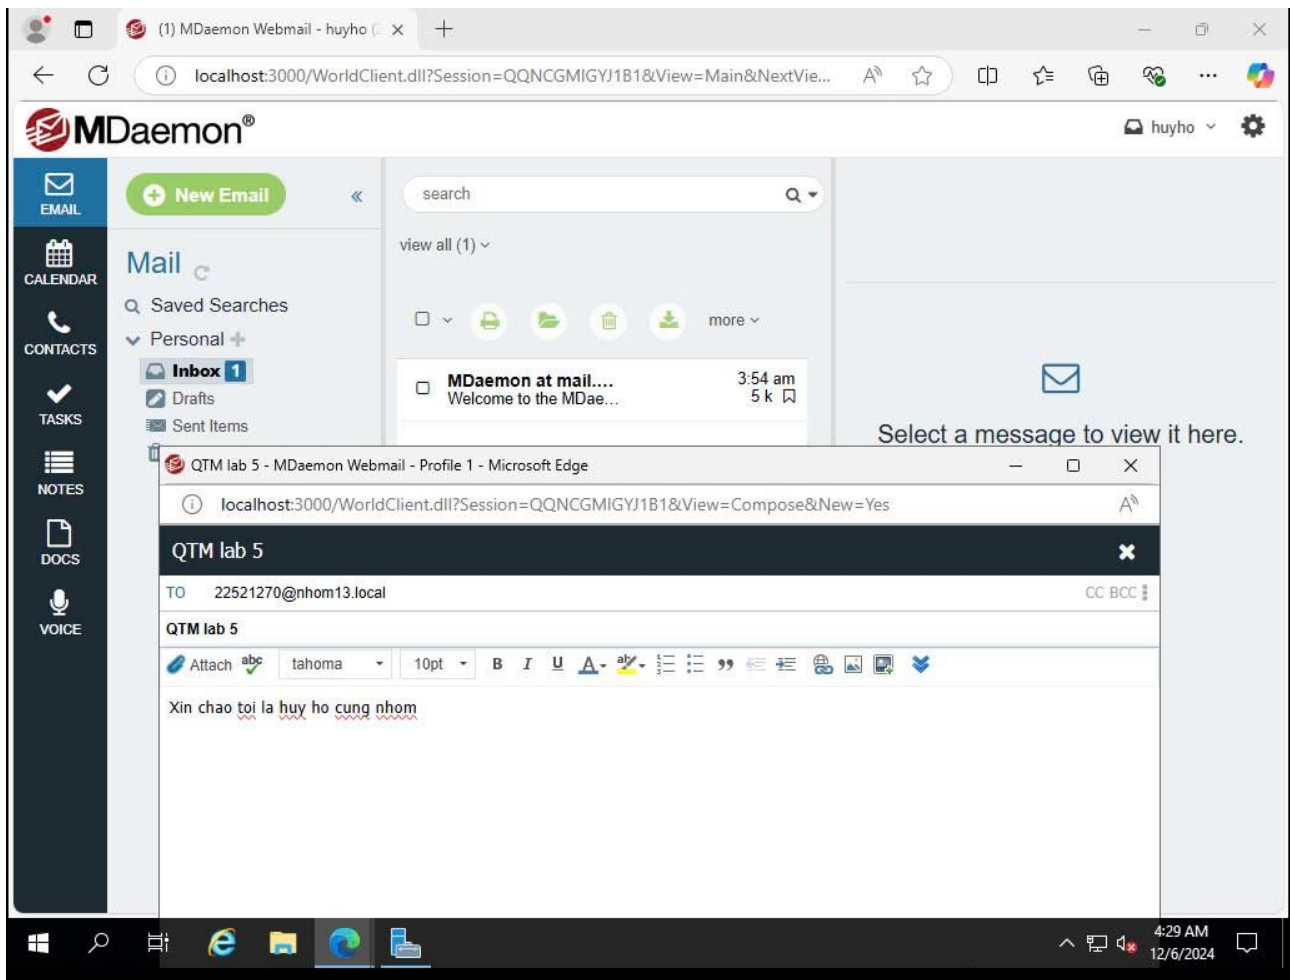 (1) MDaemon Webmail - huyho (
localhost:3000/WorldClient.dll?Session=QQNCGMIGYJ1B1&View=Main&NextVie...
MDaemon®
huyho
EMAIL
CALENDAR
CONTACTS
TASKS
NOTES
DOCS
VOICE
New Email
Mail
Saved Searches
Personal
Inbox 1
Drafts
Sent Items
search
view all (1)
more
MDaemon at mail.... 3:54 am
Welcome to the MDae... 5 k
Select a message to view it here.
QTM lab 5 - MDaemon Webmail - Profile 1 - Microsoft Edge
localhost:3000/WorldClient.dll?Session=QQNCGMIGYJ1B1&View=Compose&New=Yes
QTM lab 5
TO 22521270@nhom13.local CC BCC
QTM lab 5
Attach abc tahoma 10pt B I U A ab
Xin chao toi la huy ho cung nhom
4:29 AM
12/6/2024